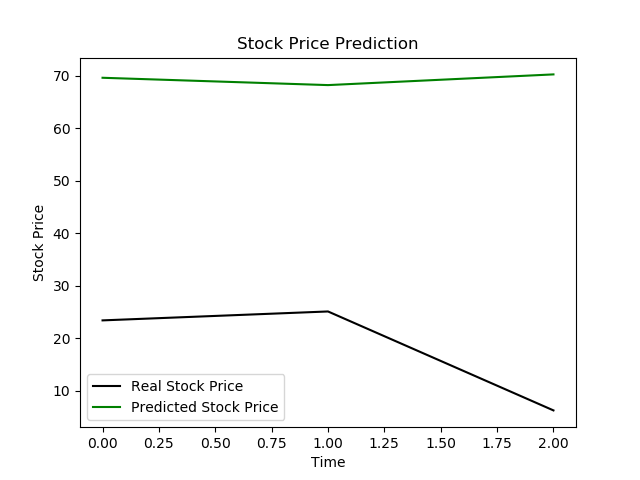 Stock Price Prediction
70
60
50
40
30
20
10
Stock Price
Real Stock Price
Predicted Stock Price
0.00 0.25 0.50 0.75 1.00 1.25 1.50 1.75 2.00
Time